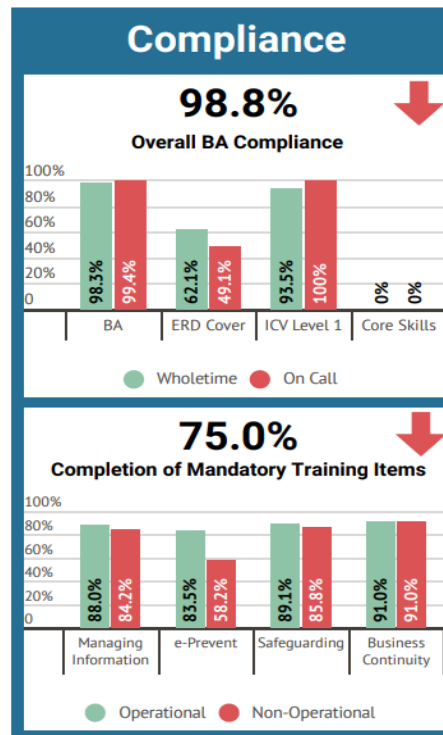 Compliance
98.8%
Overall BA Compliance
100%
80%
60%
40%
20%
0
98.3%
99.4%
62.1%
49.1%
93.5%
100%
0%
0%
BA
ERD Cover
ICV Level 1
Core Skills
Wholetime
On Call
75.0%
Completion of Mandatory Training Items
100%
80%
60%
40%
20%
0
88.0%
84.2%
83.5%
58.2%
89.1%
85.8%
91.0%
91.0%
Managing
Information
e-Prevent
Safeguarding
Business
Continuity
Operational
Non-Operational